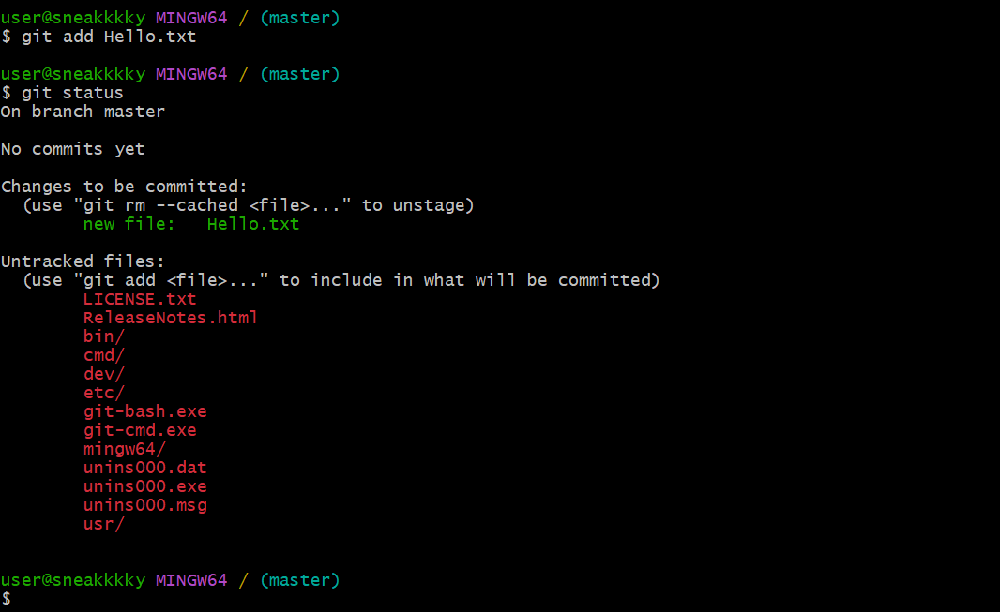 user@sneakkkky MINGW64 / (master)
$ git add Hello.txt
user@sneakkkky MINGW64 / (master)
$ git status
On branch master
No commits yet
Changes to be committed:
  (use "git rm --cached <file>..." to unstage)
        new file:   Hello.txt
Untracked files:
  (use "git add <file>..." to include in what will be committed)
        LICENSE.txt
        ReleaseNotes.html
        bin/
        cmd/
        dev/
        etc/
        git-bash.exe
        git-cmd.exe
        mingw64/
        unins000.dat
        unins000.exe
        unins000.msg
        usr/
user@sneakkkky MINGW64 / (master)
$